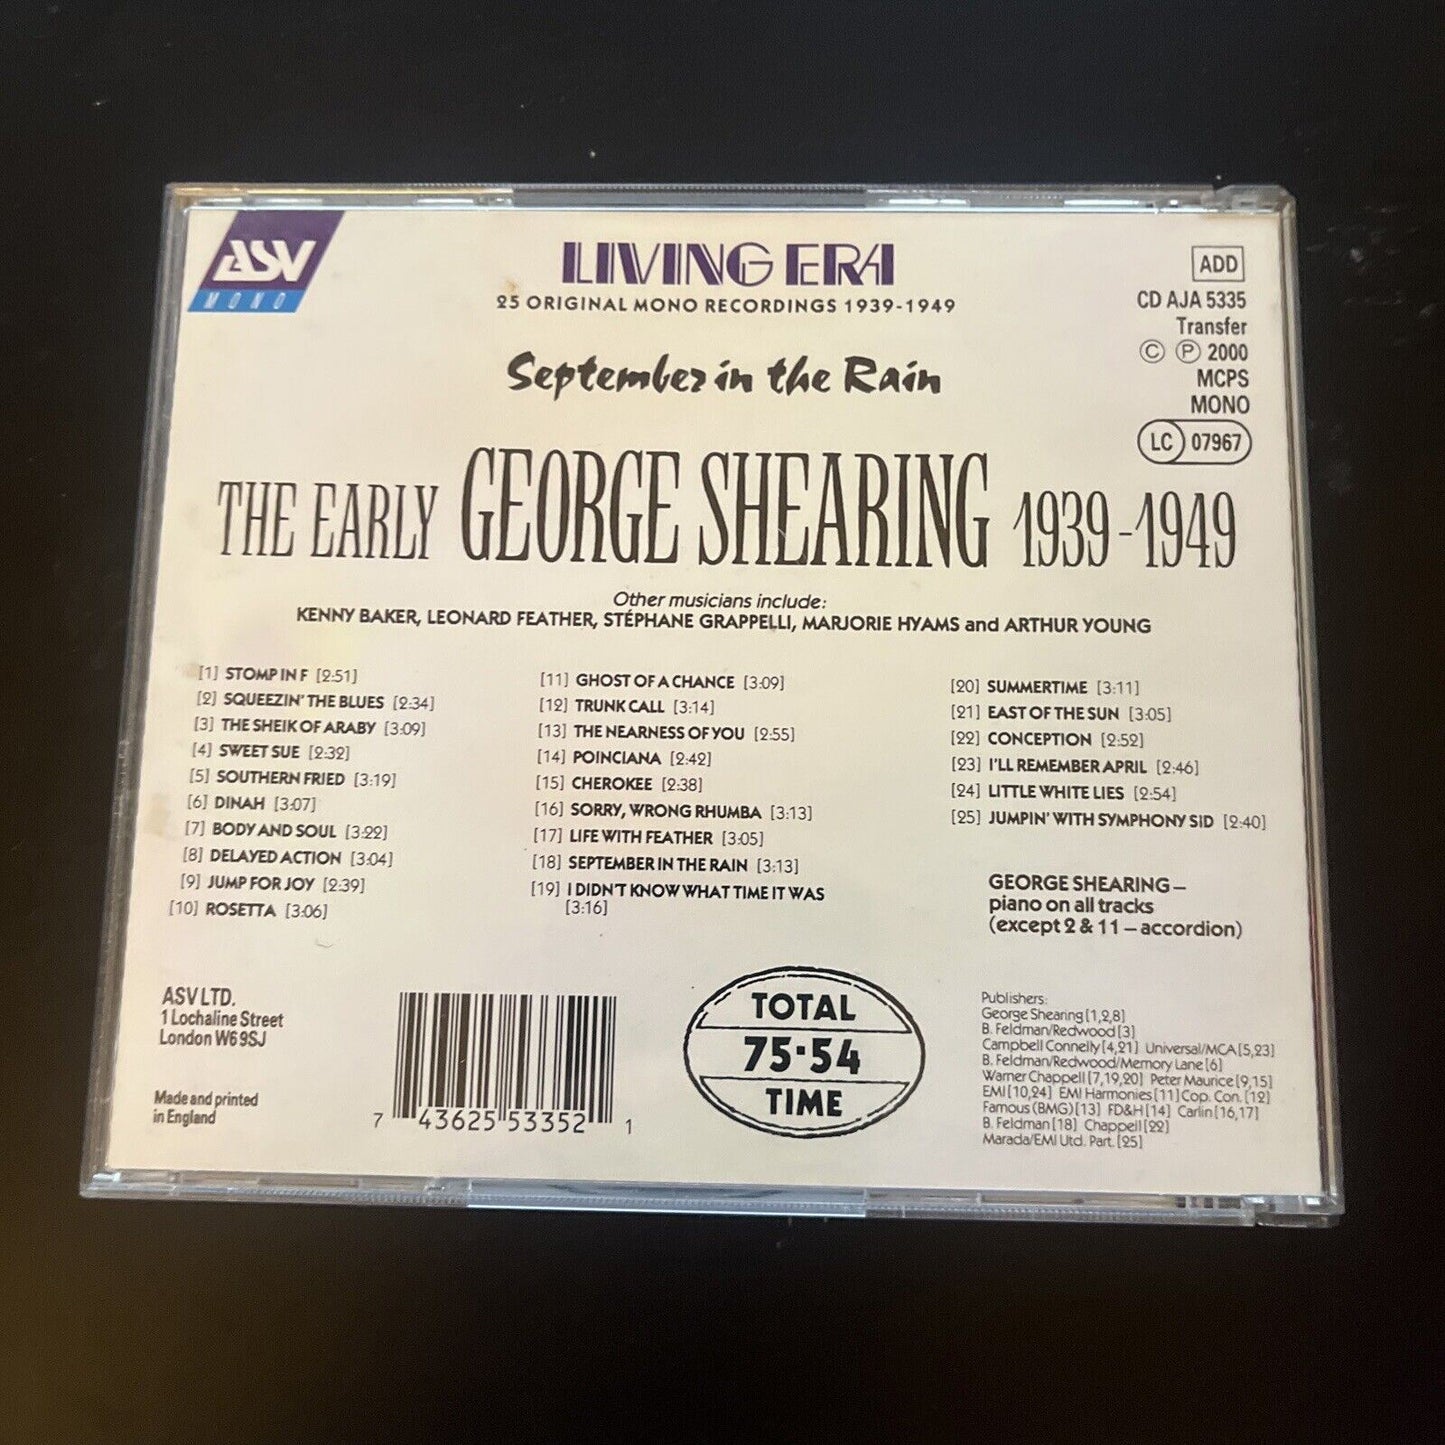 ASV
MONO
LIVING ERA
25 ORIGINAL MONO RECORDINGS 1939-1949
ADD
CD AJA 5335
Transfer
© ℗ 2000
MCPS
MONO
LC 07967
September in the Rain
THE EARLY GEORGE SHEARING 1939-1949
Other musicians include:
KENNY BAKER, LEONARD FEATHER, STÉPHANE GRAPPELLI, MARJORIE HYAMS and ARTHUR YOUNG
[1] STOMP IN F [2:51]
[2] SQUEEZIN' THE BLUES [2:34]
[3] THE SHEIK OF ARABY [3:09]
[4] SWEET SUE [2:32]
[5] SOUTHERN FRIED [3:19]
[6] DINAH [3:07]
[7] BODY AND SOUL [3:22]
[8] DELAYED ACTION [3:04]
[9] JUMP FOR JOY [2:39]
[10] ROSETTA [3:06]
[11] GHOST OF A CHANCE [3:09]
[12] TRUNK CALL [3:14]
[13] THE NEARNESS OF YOU [2:55]
[14] POINCIANA [2:42]
[15] CHEROKEE [2:38]
[16] SORRY, WRONG RHUMBA [3:13]
[17] LIFE WITH FEATHER [3:05]
[18] SEPTEMBER IN THE RAIN [3:13]
[19] I DIDN'T KNOW WHAT TIME IT WAS
[3:16]
[20] SUMMERTIME [3:11]
[21] EAST OF THE SUN [3:05]
[22] CONCEPTION [2:52]
[23] I'LL REMEMBER APRIL [2:46]
[24] LITTLE WHITE LIES [2:54]
[25] JUMPIN' WITH SYMPHONY SID [2:40]
GEORGE SHEARING –
piano on all tracks
(except 2 & 11 – accordion)
ASV LTD.
1 Lochaline Street
London W6 9SJ
Made and printed
in England
7 43625 53352 1
TOTAL
75·54
TIME
Publishers:
George Shearing [1,2,8]
B. Feldman/Redwood [3]
Campbell Connelly [4,21] Universal/MCA [5,23]
B. Feldman/Redwood/Memory Lane [6]
Warner Chappell [7,19,20] Peter Maurice [9,15]
EMI [10,24] EMI Harmonies [11] Cop. Con. [12]
Famous (BMG) [13] FD&H [14] Carlin [16,17]
B. Feldman [18] Chappell [22]
Marada/EMI Utd. Part. [25]